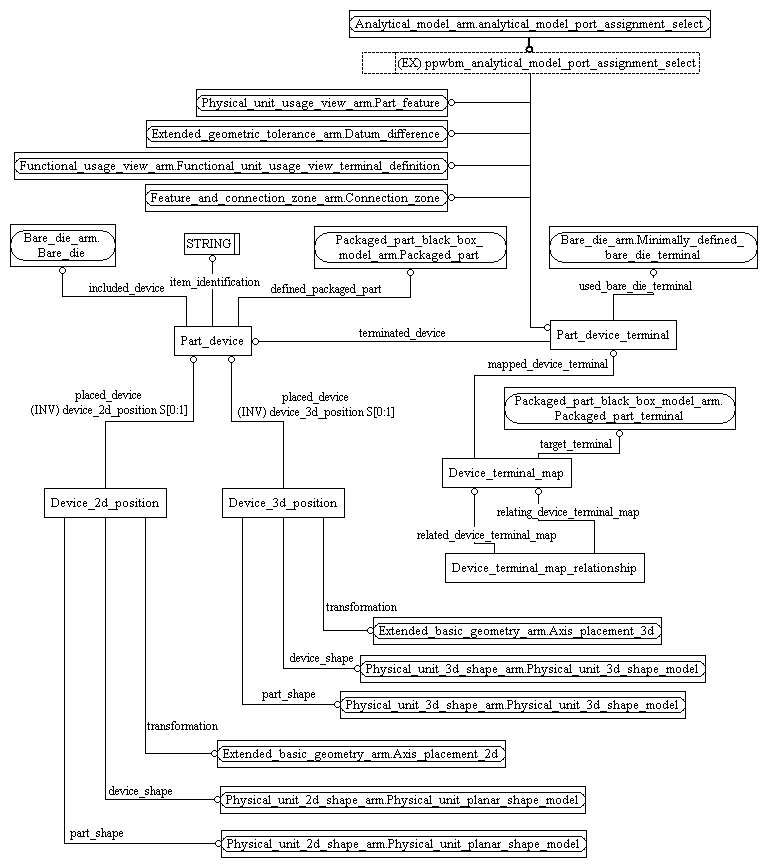 Analytical_model_arm.analytical_model_port_assignment_select
(EX) ppwbm_analytical_model_port_assignment_select
Physical_unit_usage_view_arm.Part_feature
Extended_geometric_tolerance_arm.Datum_difference
Functional_usage_view_arm.Functional_unit_usage_view_terminal_definition
Feature_and_connection_zone_arm.Connection_zone
Bare_die_arm.
Bare_die
STRING
Packaged_part_black_box_
model_arm.Packaged_part
Bare_die_arm.Minimally_defined_
bare_die_terminal
included_device
item_identification
defined_packaged_part
used_bare_die_terminal
Part_device
terminated_device
Part_device_terminal
mapped_device_terminal
placed_device
(INV) device_2d_position S[0:1]
placed_device
(INV) device_3d_position S[0:1]
Packaged_part_black_box_model_arm.
Packaged_part_terminal
target_terminal
Device_terminal_map
Device_2d_position
Device_3d_position
relating_device_terminal_map
related_device_terminal_map
Device_terminal_map_relationship
transformation
Extended_basic_geometry_arm.Axis_placement_3d
device_shape
Physical_unit_3d_shape_arm.Physical_unit_3d_shape_model
part_shape
Physical_unit_3d_shape_arm.Physical_unit_3d_shape_model
transformation
Extended_basic_geometry_arm.Axis_placement_2d
device_shape
Physical_unit_2d_shape_arm.Physical_unit_planar_shape_model
part_shape
Physical_unit_2d_shape_arm.Physical_unit_planar_shape_model